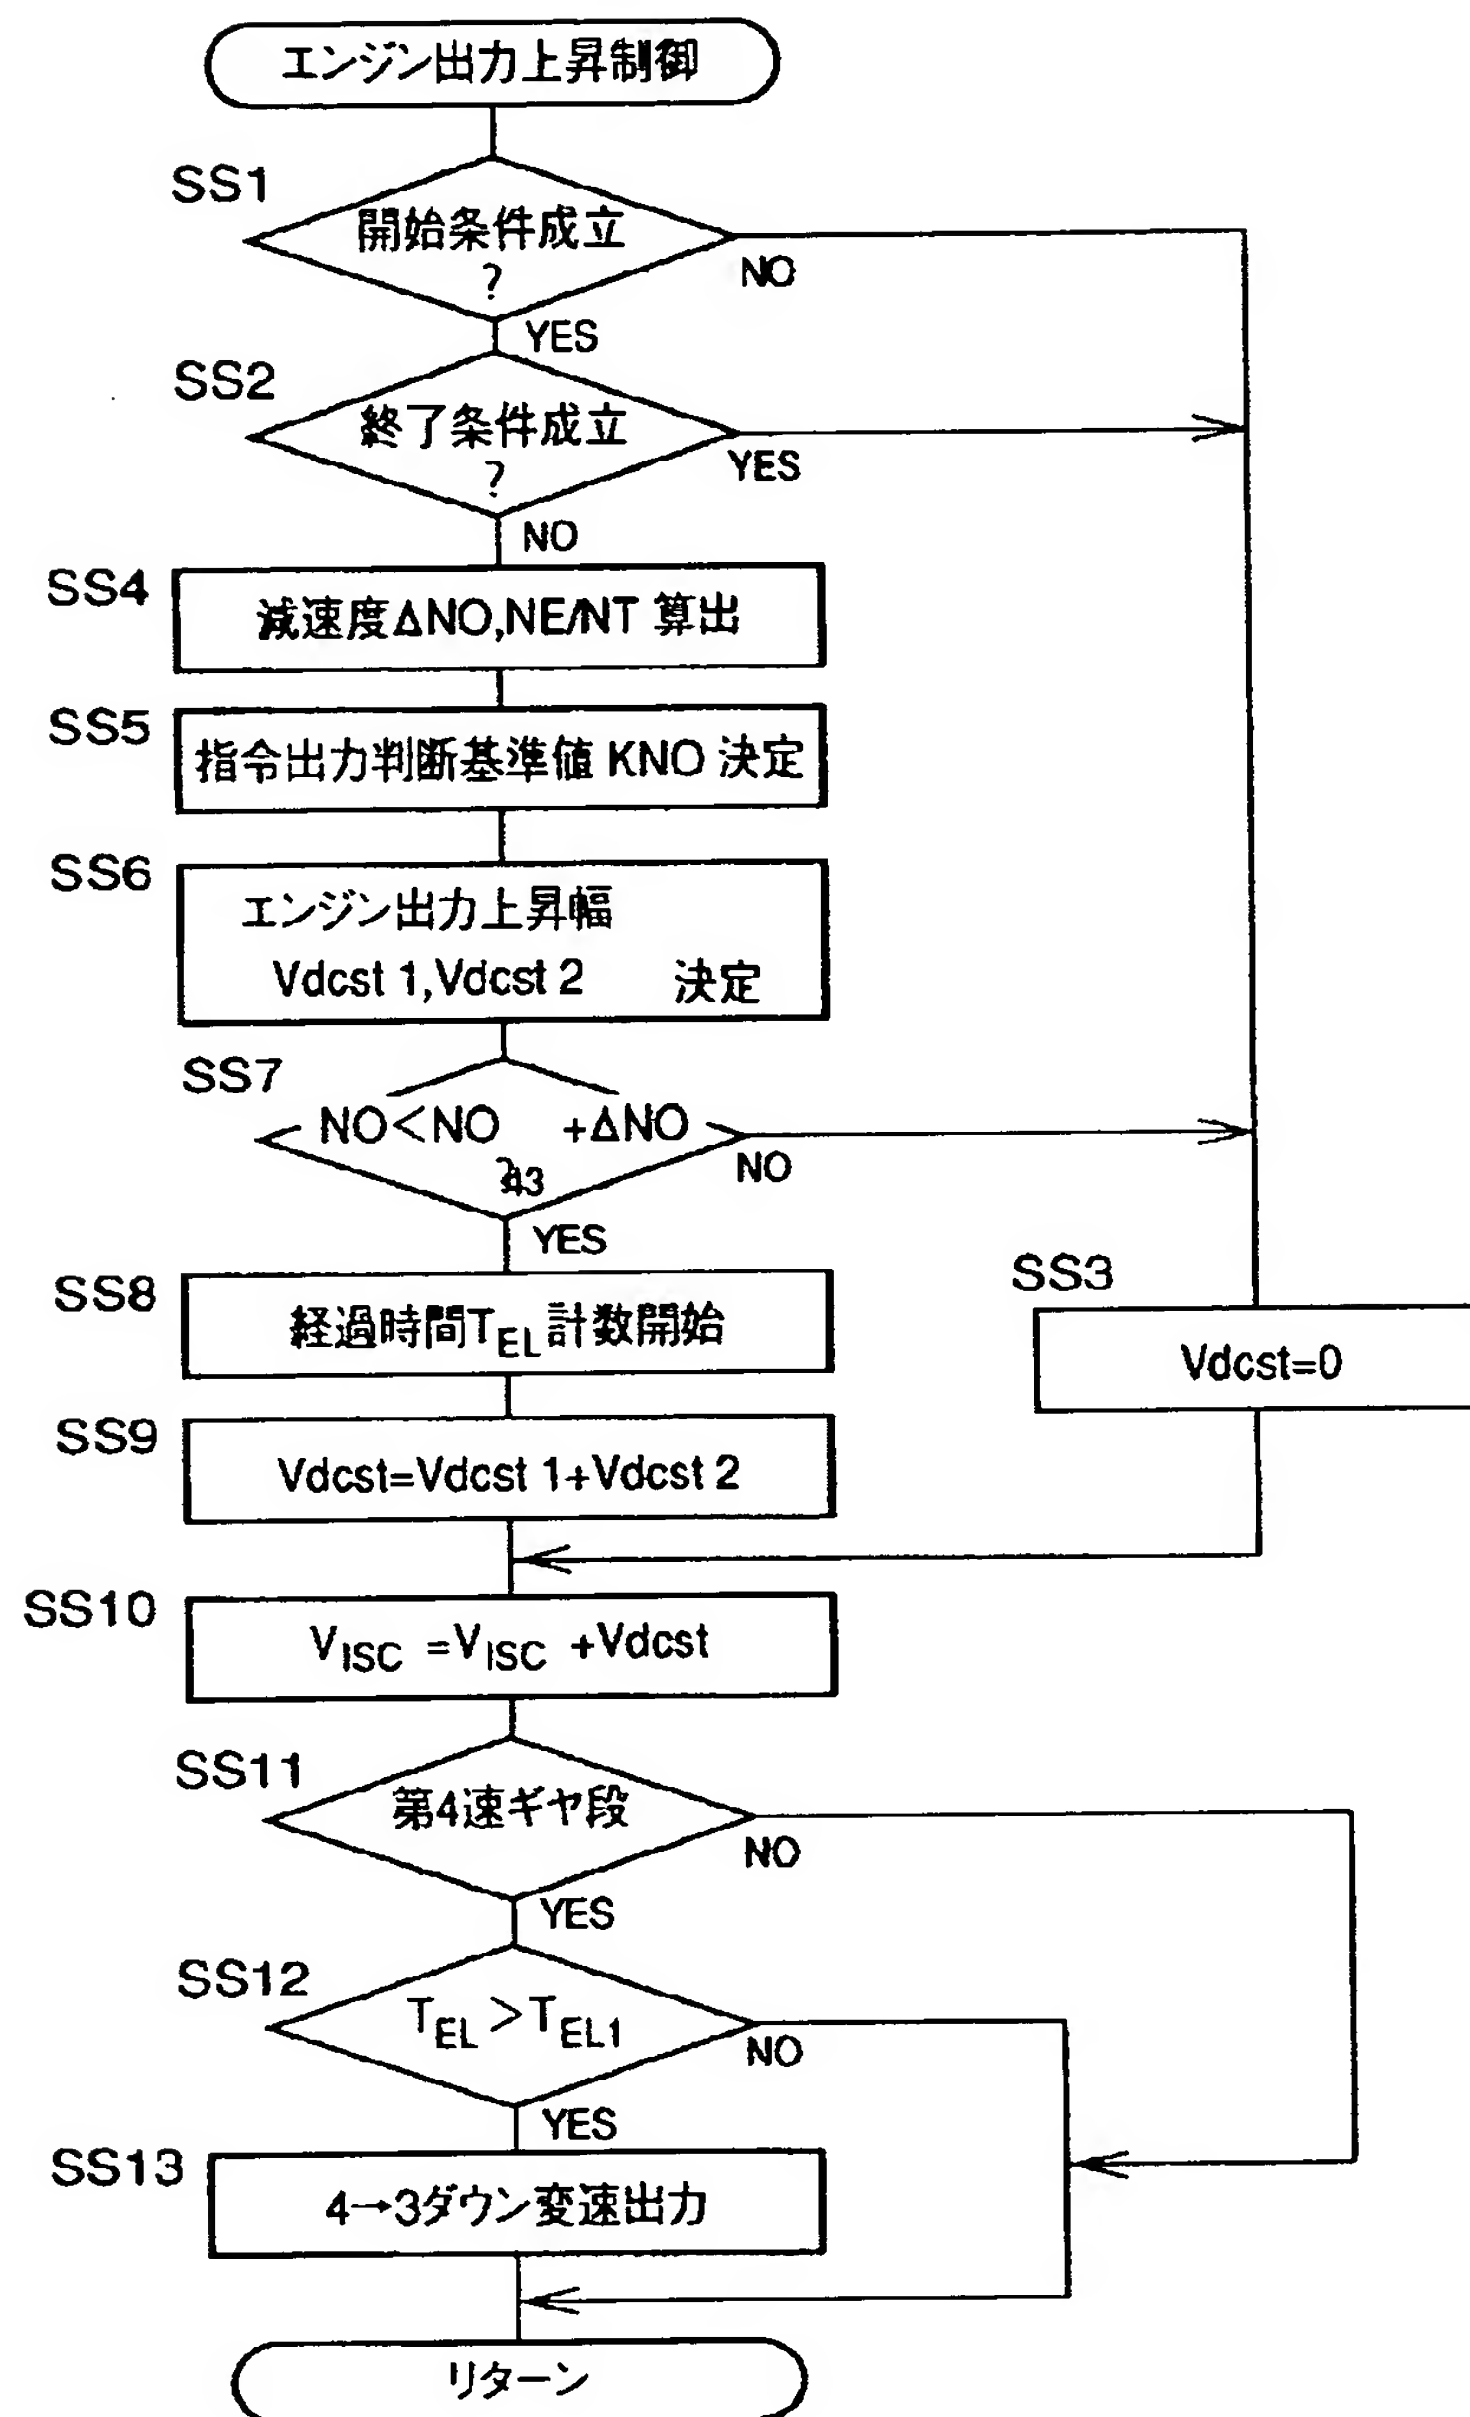 エンジン出力上昇制御
SS1
開始条件成立
?
NO
YES
SS2
終了条件成立
?
YES
NO
SS4
減速度ΔNO,NE/NT 算出
SS5
指令出力判断基準値 KNO 決定
SS6
エンジン出力上昇幅
Vdcst 1,Vdcst 2 決定
SS7
NO<NO +ΔNO
?43
NO
YES
SS8
経過時間TEL 計数開始
SS3
Vdcst=0
SS9
Vdcst=Vdcst 1+Vdcst 2
SS10
VISC =VISC +Vdcst
SS11
第4速ギヤ段
NO
YES
SS12
TEL >TEL1
NO
YES
SS13
4→3ダウン変速出力
リターン